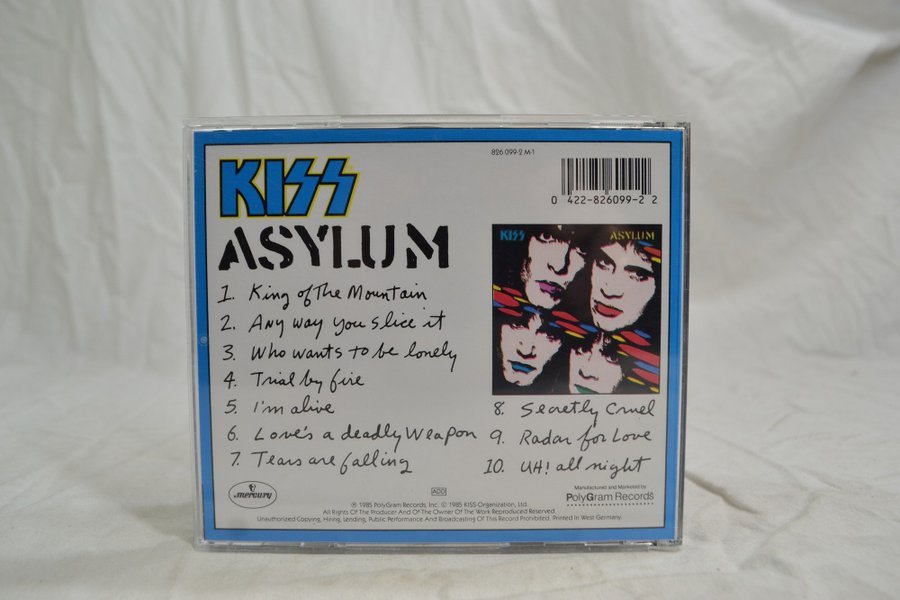 826 099-2 M-1
KISS
0 422-826099-2 2
ASYLUM
KISS ASYLUM
1. King of The Mountain
2. Any way you slice it
3. Who wants to be lonely
4. Trial by fire
5. I'm alive
6. Love's a deadly Weapon
7. Tears are falling
8. Secretly Cruel
9. Radar for Love
10. UH! all night
mercury
ADD
Manufactured and Marketed by
PolyGram Records
℗ 1985 PolyGram Records, Inc. © 1985 KISS Organization, Ltd.
All Rights Of The Producer And Of The Owner Of The Work Reproduced Reserved.
Unauthorized Copying, Hiring, Lending, Public Performance And Broadcasting Of This Record Prohibited. Printed In West Germany.